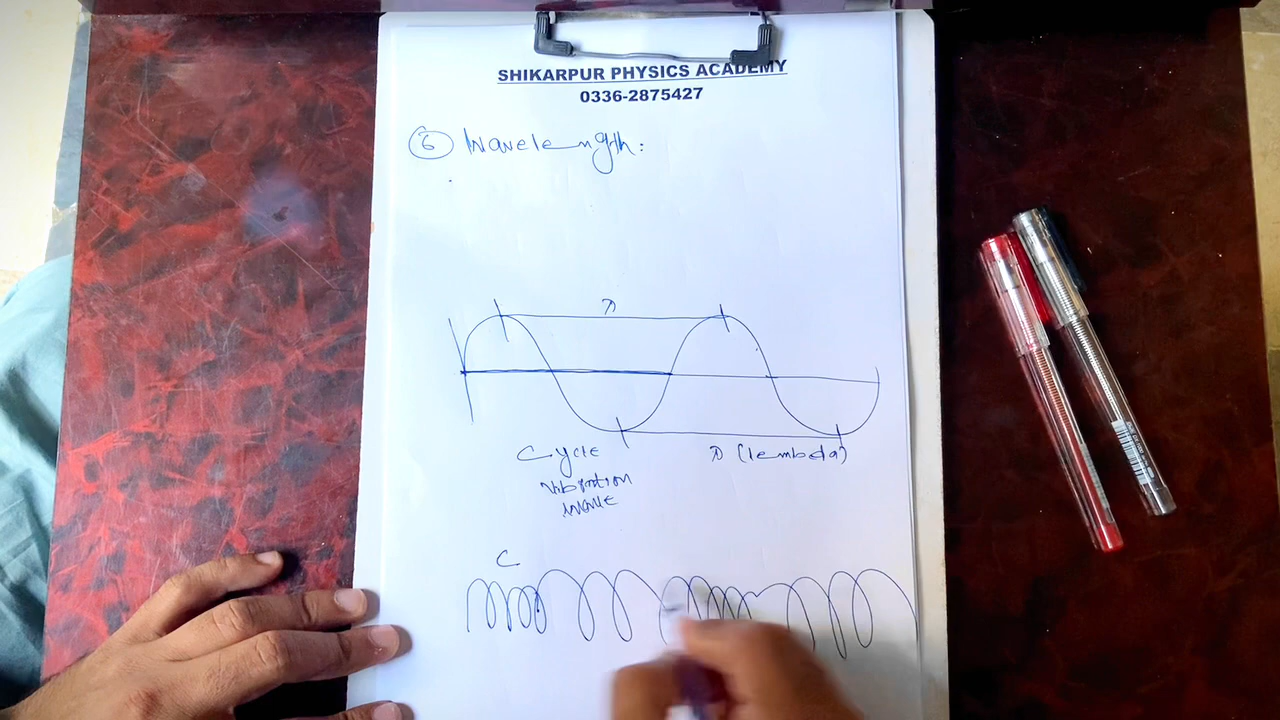 SHIKARPUR PHYSICS ACADEMY
0336-2875427
6 Wavelength:
λ
Cycle
λ (lembda)
Vibration
wave
C